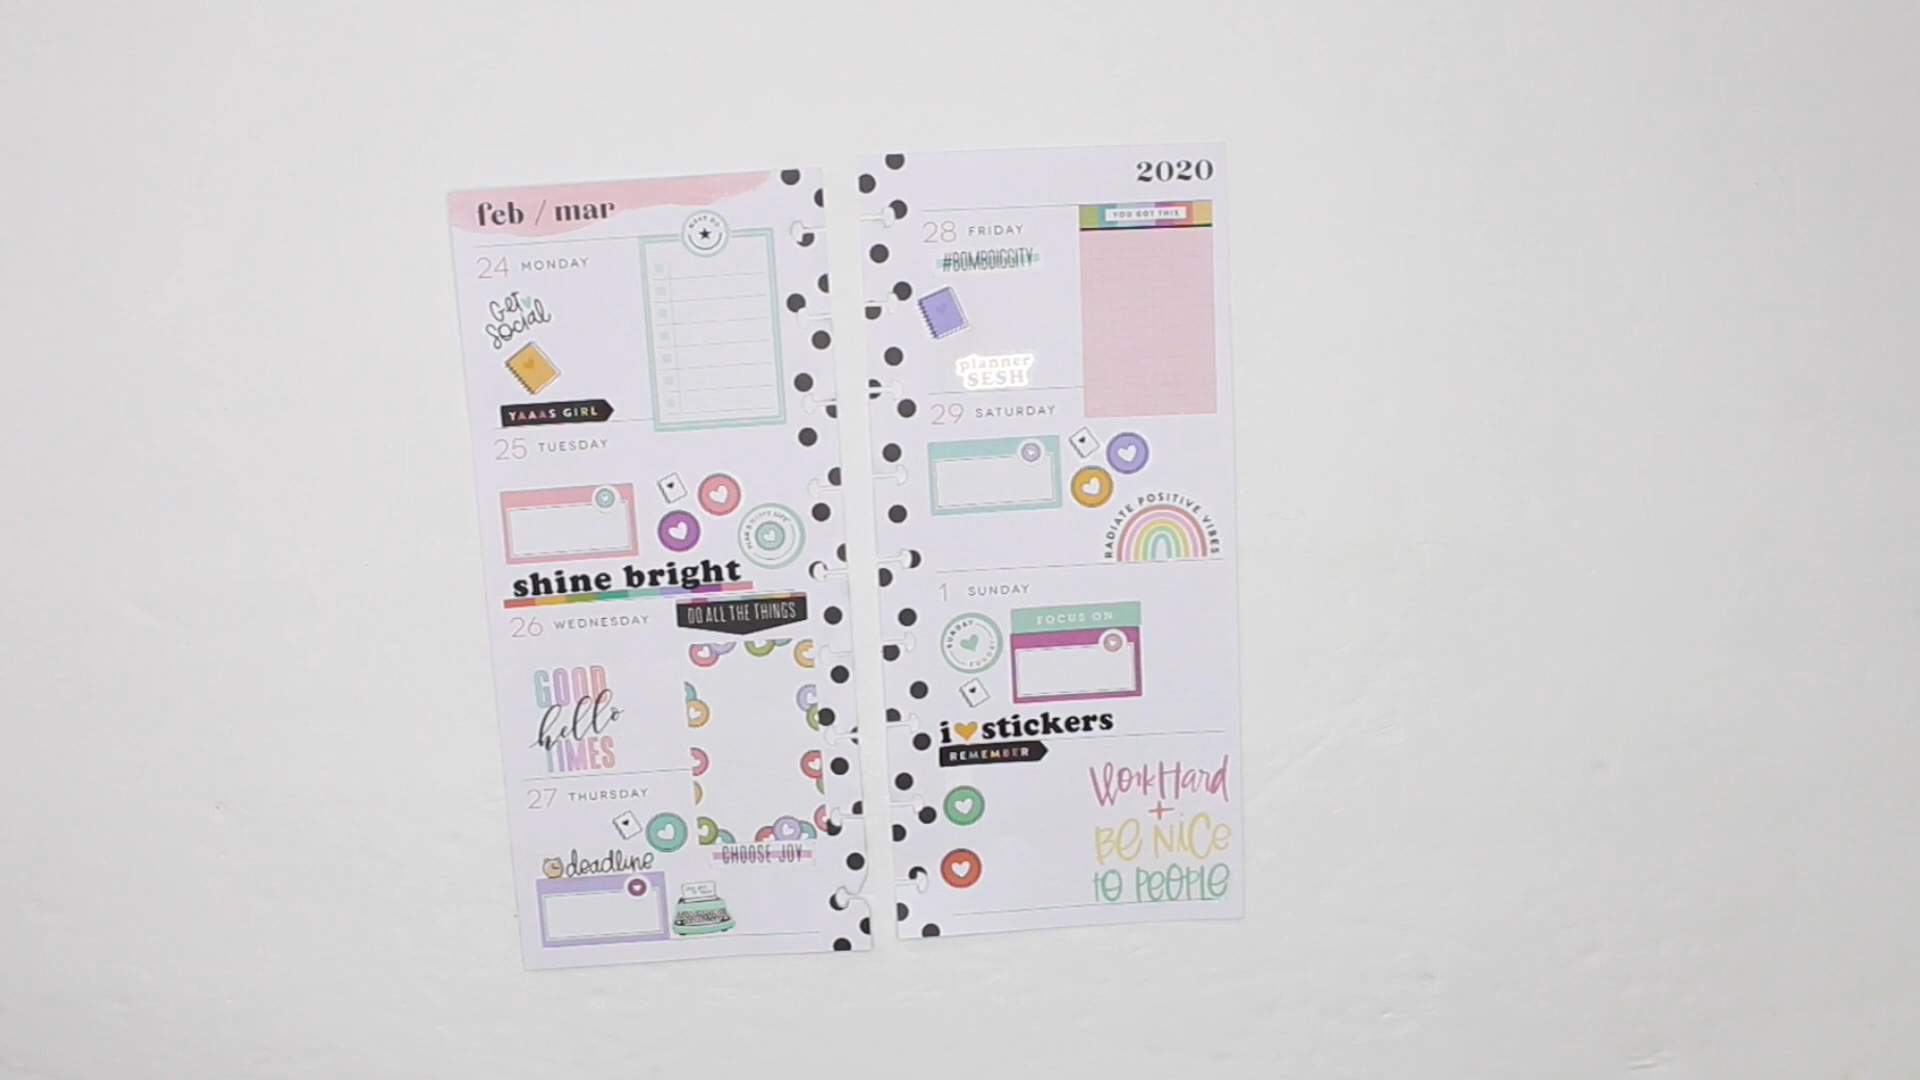 feb / mar
24 MONDAY
Get
Social
YAAAS GIRL
25 TUESDAY
shine bright
DO ALL THE THINGS
26 WEDNESDAY
GOOD
hello
TIMES
27 THURSDAY
deadline
CHOOSE JOY
2020
YOU GOT THIS
28 FRIDAY
#BOMBDIGGITY
planner
SESH
29 SATURDAY
RADIATE POSITIVE VIBES
1 SUNDAY
SUNDAY
FUNDAY
FOCUS ON
i stickers
REMEMBER
Work Hard
+
BE NICE
to PEOPLE